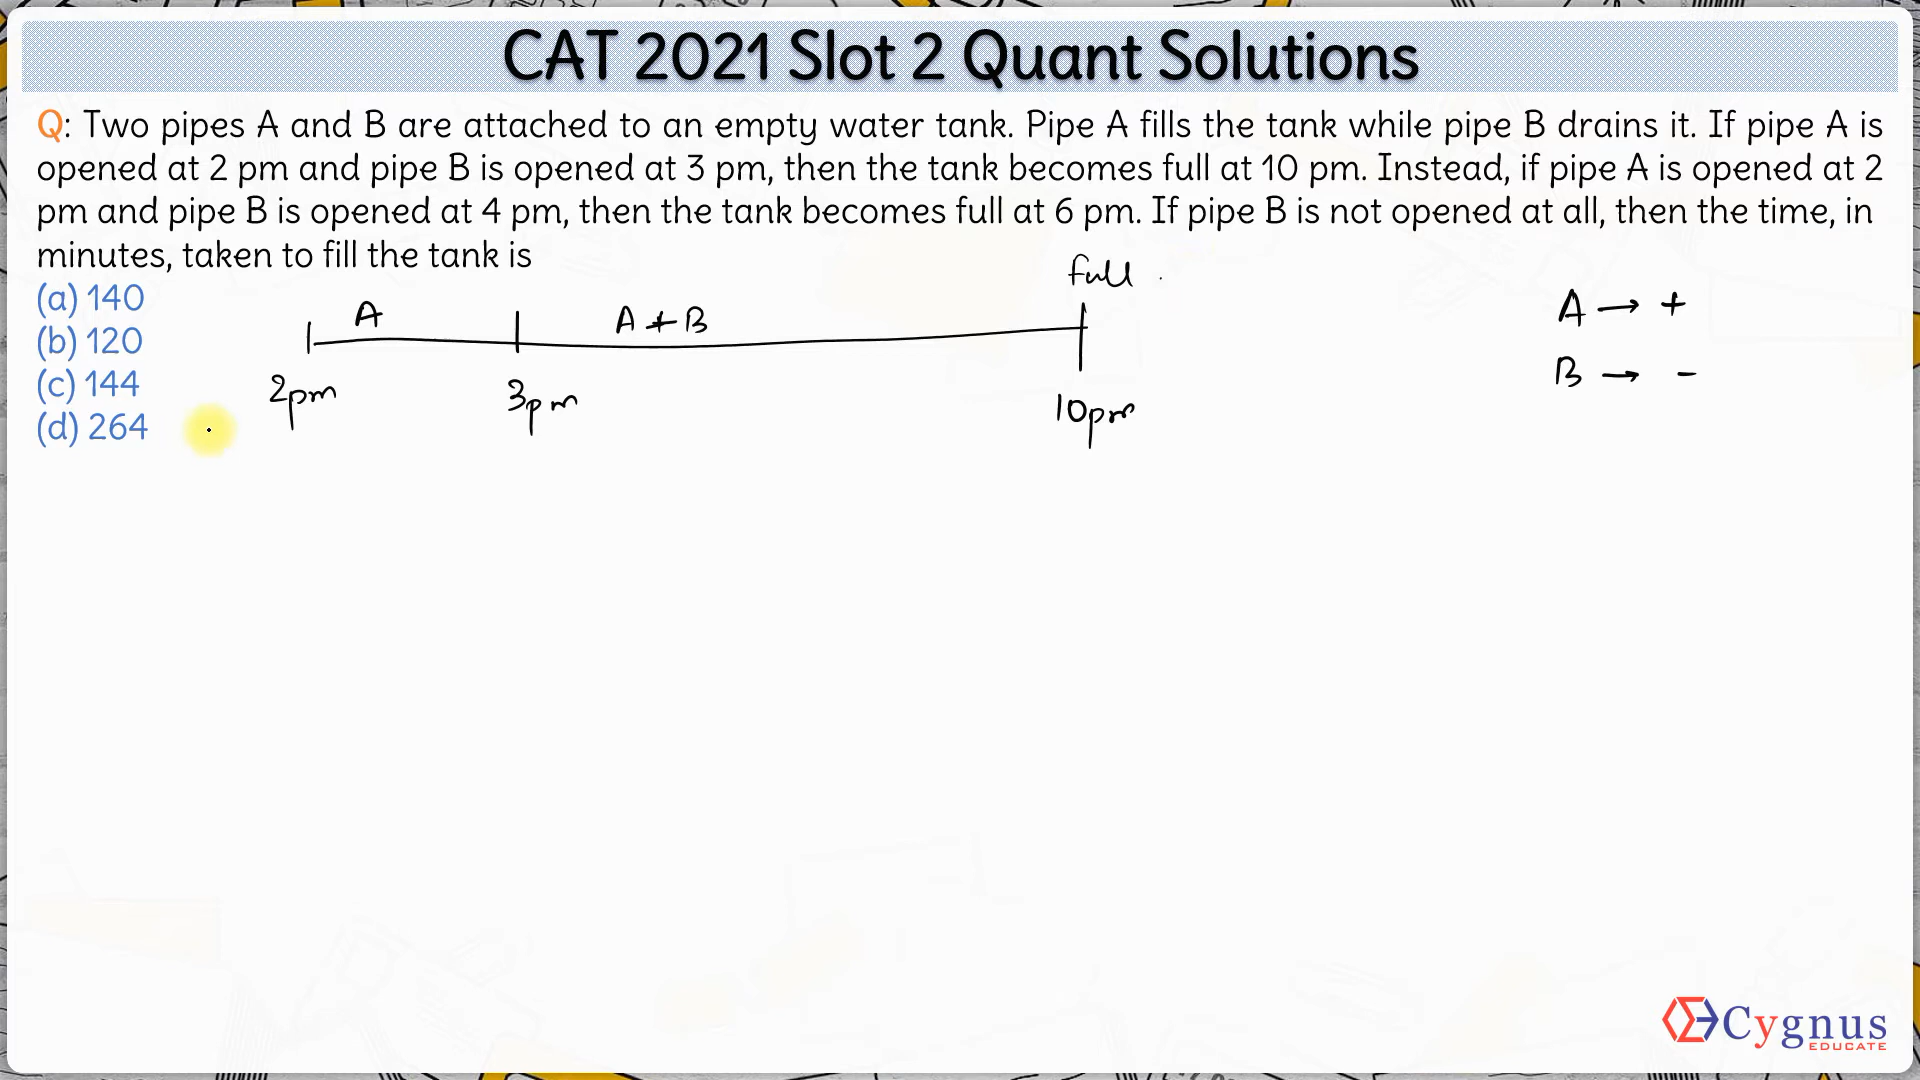 CAT 2021 Slot 2 Quant Solutions
Q: Two pipes A and B are attached to an empty water tank. Pipe A fills the tank while pipe B drains it. If pipe A is
opened at 2 pm and pipe B is opened at 3 pm, then the tank becomes full at 10 pm. Instead, if pipe A is opened at 2
pm and pipe B is opened at 4 pm, then the tank becomes full at 6 pm. If pipe B is not opened at all, then the time, in
minutes, taken to fill the tank is
(a) 140
(b) 120
(c) 144
(d) 264
full
A
A + B
2pm
3pm
10pm
A → +
B → -
Cygnus
EDUCATE